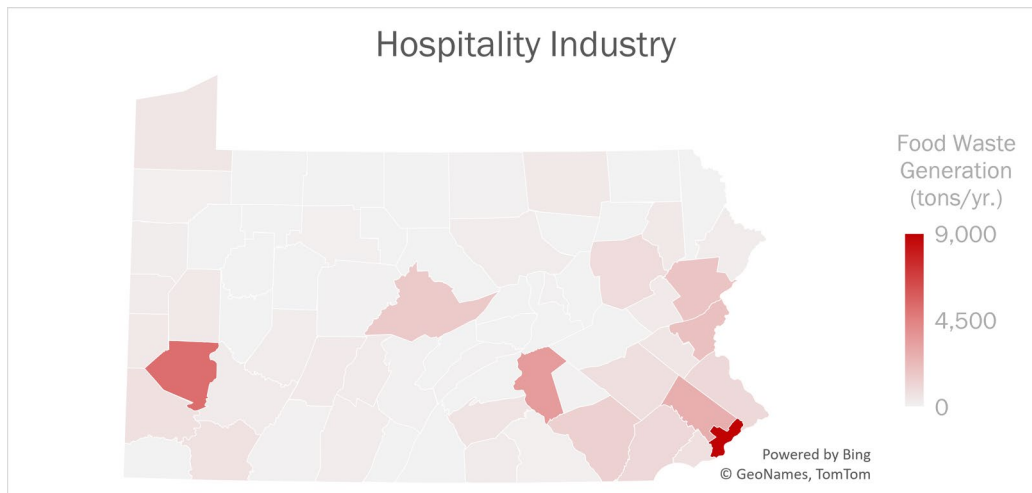 Hospitality Industry
Food Waste
Generation
(tons/yr.)
9,000
4,500
0
Powered by Bing
© GeoNames, TomTom